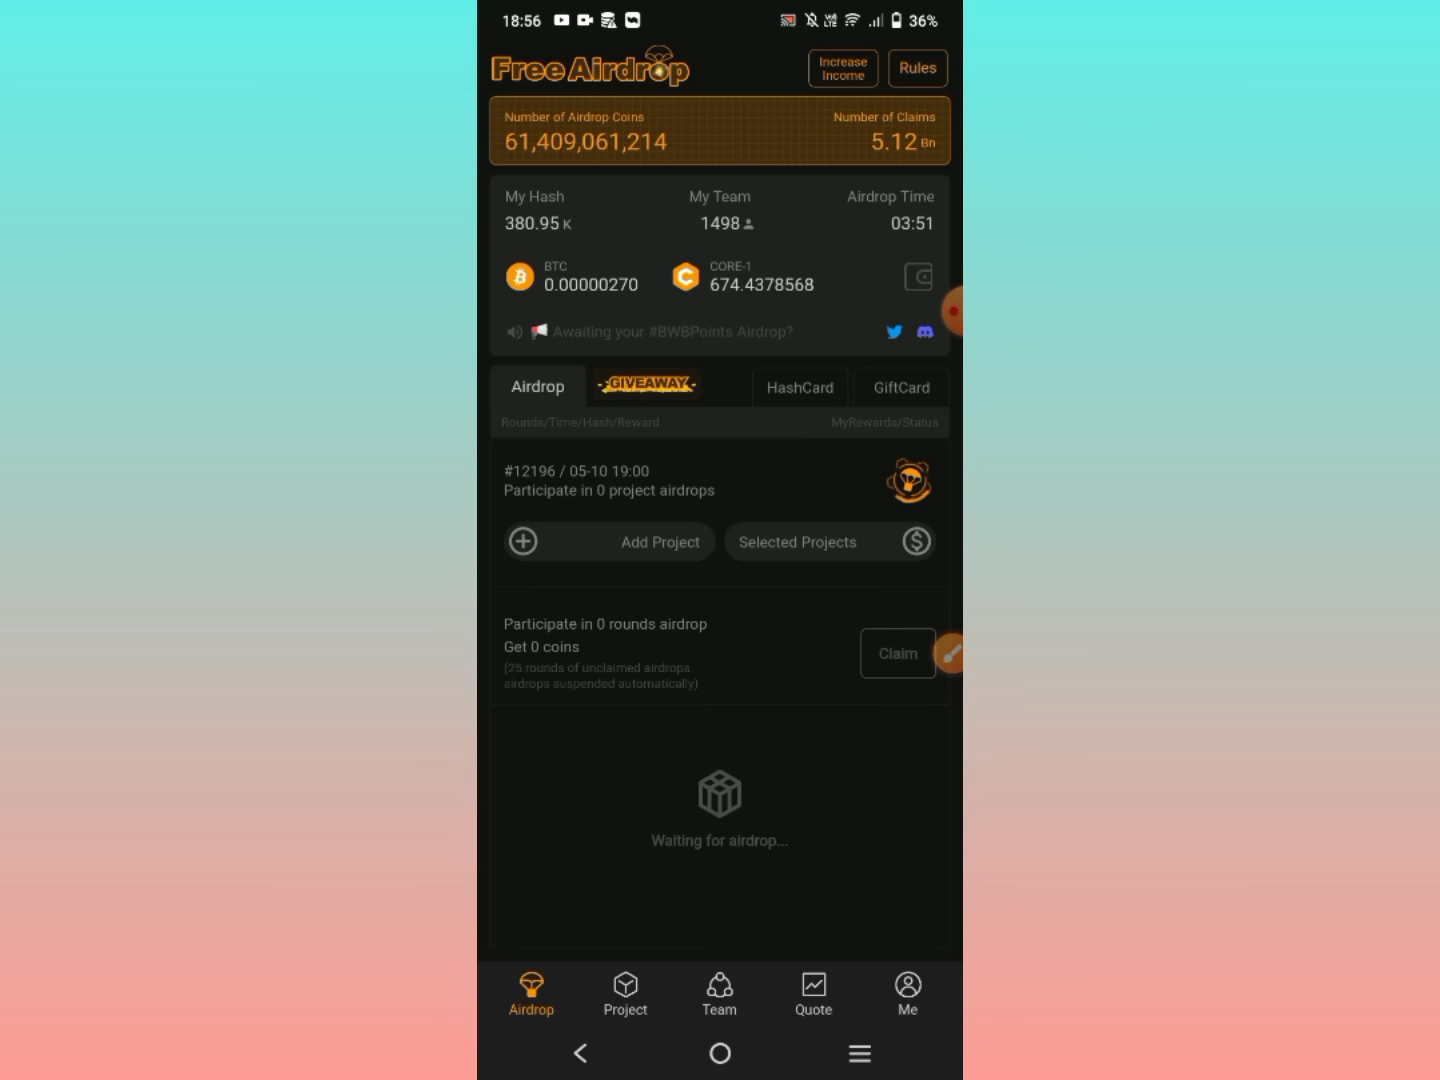 18:56 36%
Free Airdrop
Increase Income
Rules
Number of Airdrop Coins Number of Claims
61,409,061,214 5.12 Bn
My Hash My Team Airdrop Time
380.95 K 1498 03:51
BTC CORE-1
0.00000270 674.4378568
Awaiting your #BWBPoints Airdrop?
Airdrop GIVEAWAY HashCard GiftCard
Rounds/Time/Hash/Reward MyRewards/Status
#12196 / 05-10 19:00
Participate in 0 project airdrops
Add Project Selected Projects
Participate in 0 rounds airdrop
Get 0 coins
(25 rounds of unclaimed airdrops
airdrops suspended automatically)
Claim
Waiting for airdrop...
Airdrop Project Team Quote Me